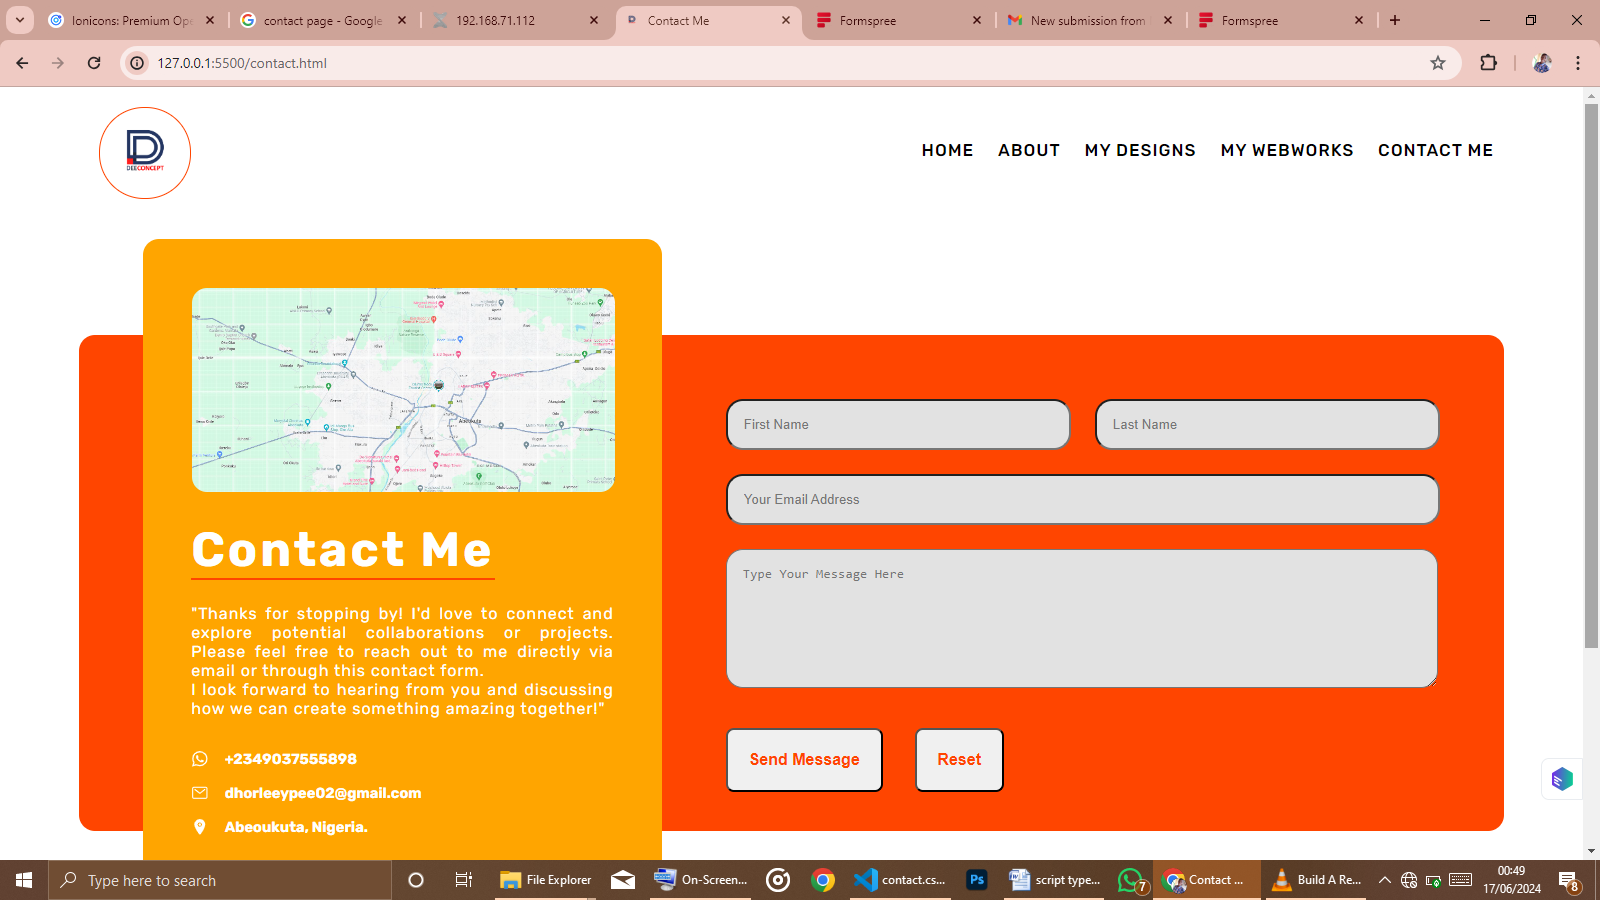 Ionicons: Premium Ope
contact page - Google
192.168.71.112
Contact Me
Formspree
New submission from
Formspree
127.0.0.1:5500/contact.html
D
DEECONCEPT
HOME
ABOUT
MY DESIGNS
MY WEBWORKS
CONTACT ME
Abeokuta
First Name
Last Name
Your Email Address
Type Your Message Here
Send Message
Reset
Contact Me
"Thanks for stopping by! I'd love to connect and
explore potential collaborations or projects.
Please feel free to reach out to me directly via
email or through this contact form.
I look forward to hearing from you and discussing
how we can create something amazing together!"
+2349037555898
dhorleeypee02@gmail.com
Abeoukuta, Nigeria.
Type here to search
File Explorer
On-Screen...
contact.cs...
Ps
script type...
7
Contact ...
Build A Re...
00:49
17/06/2024
8